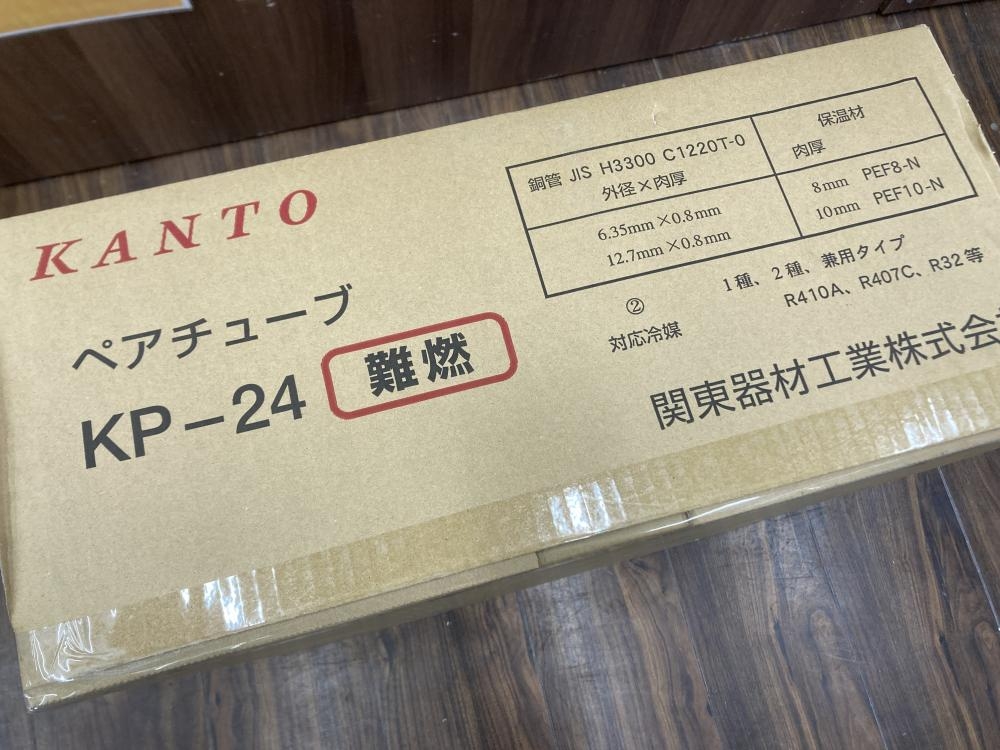 KANTO
ペアチューブ
KP-24 難燃
銅管 JIS H3300 C1220T-O
外径×肉厚
6.35mm×0.8mm
12.7mm×0.8mm
保温材
肉厚
8mm PEF8-N
10mm PEF10-N
②
対応冷媒
1種、2種、兼用タイプ
R410A、R407C、R32等
関東器材工業株式会